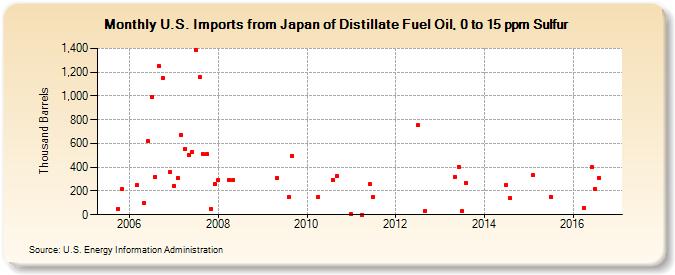 Monthly U.S. Imports from Japan of Distillate Fuel Oil, 0 to 15 ppm Sulfur
Thousand Barrels
1,400
1,200
1,000
800
600
400
200
0
2006 2008 2010 2012 2014 2016
Source: U.S. Energy Information Administration